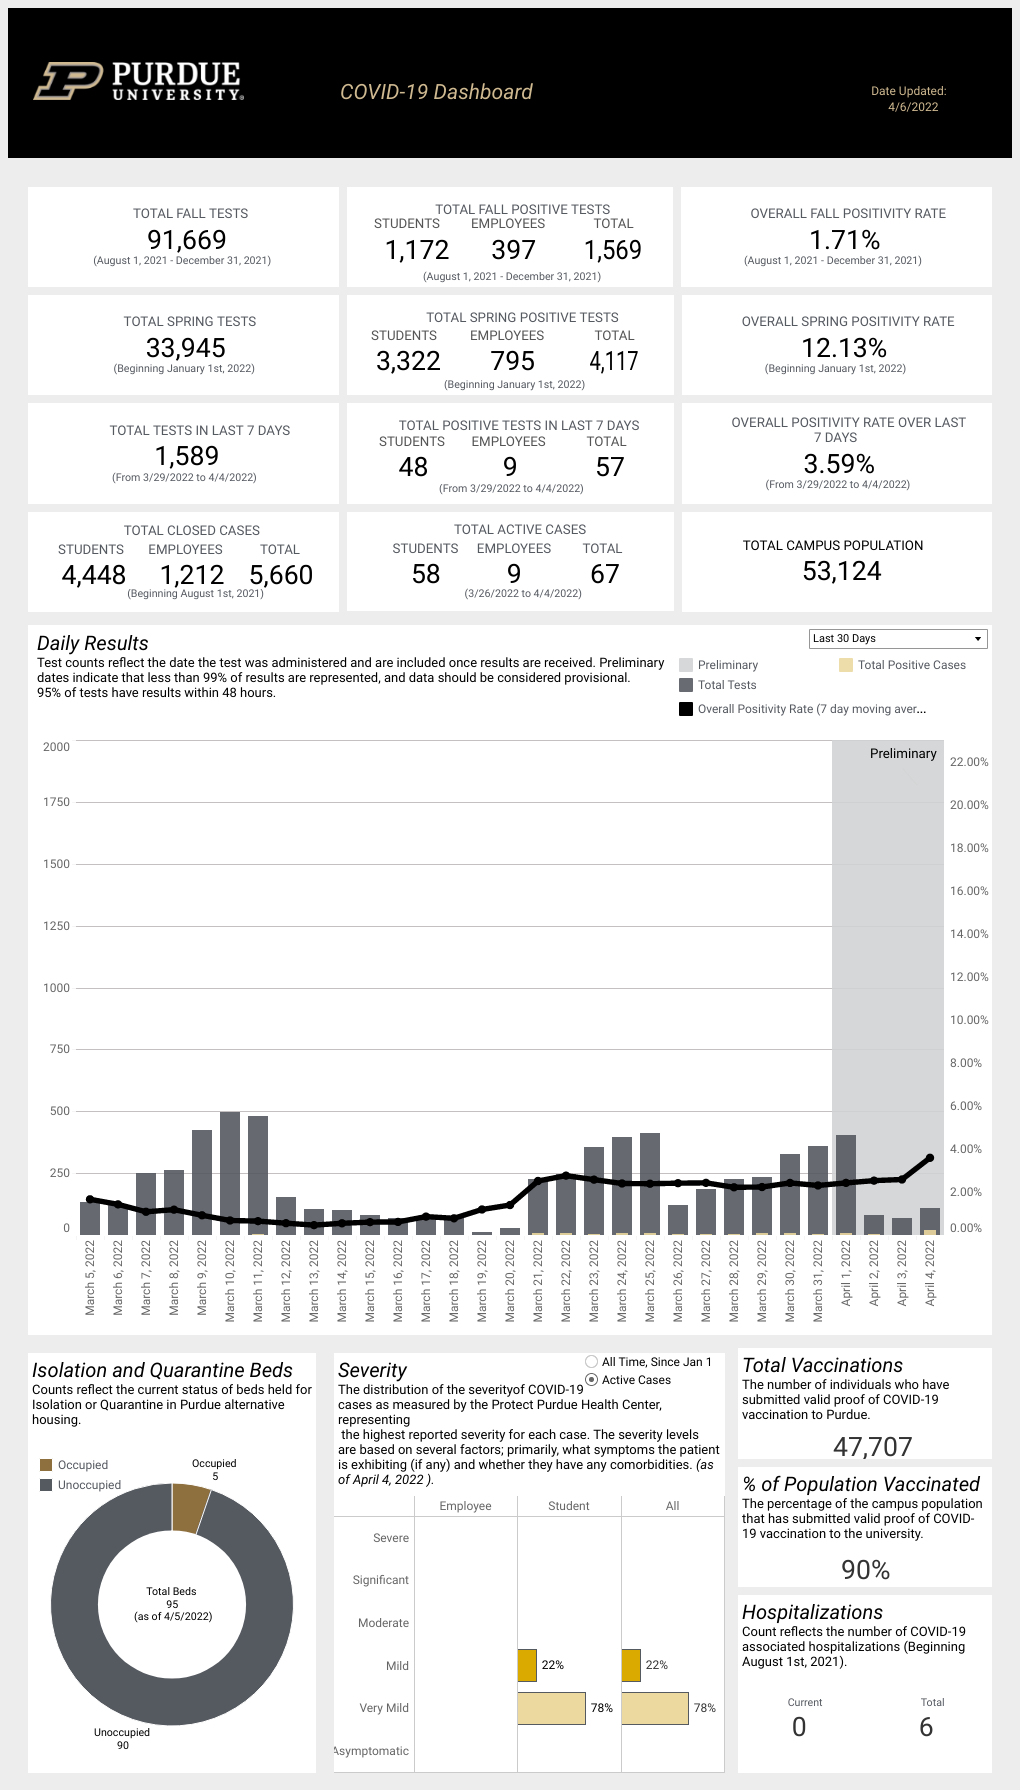 PURDUE
UNIVERSITY®
COVID-19 Dashboard
Date Updated:
4/6/2022
TOTAL FALL TESTS
91,669
(August 1, 2021 - December 31, 2021)
TOTAL FALL POSITIVE TESTS
STUDENTS EMPLOYEES TOTAL
1,172 397 1,569
(August 1, 2021 - December 31, 2021)
OVERALL FALL POSITIVITY RATE
1.71%
(August 1, 2021 - December 31, 2021)
TOTAL SPRING TESTS
33,945
(Beginning January 1st, 2022)
TOTAL SPRING POSITIVE TESTS
STUDENTS EMPLOYEES TOTAL
3,322 795 4,117
(Beginning January 1st, 2022)
OVERALL SPRING POSITIVITY RATE
12.13%
(Beginning January 1st, 2022)
TOTAL TESTS IN LAST 7 DAYS
1,589
(From 3/29/2022 to 4/4/2022)
TOTAL POSITIVE TESTS IN LAST 7 DAYS
STUDENTS EMPLOYEES TOTAL
48 9 57
(From 3/29/2022 to 4/4/2022)
OVERALL POSITIVITY RATE OVER LAST
7 DAYS
3.59%
(From 3/29/2022 to 4/4/2022)
TOTAL CLOSED CASES
STUDENTS EMPLOYEES TOTAL
4,448 1,212 5,660
(Beginning August 1st, 2021)
TOTAL ACTIVE CASES
STUDENTS EMPLOYEES TOTAL
58 9 67
(3/26/2022 to 4/4/2022)
TOTAL CAMPUS POPULATION
53,124
Daily Results
Test counts reflect the date the test was administered and are included once results are received. Preliminary
dates indicate that less than 99% of results are represented, and data should be considered provisional.
95% of tests have results within 48 hours.
Last 30 Days
Preliminary
Total Positive Cases
Total Tests
Overall Positivity Rate (7 day moving aver...
Preliminary
2000
1750
1500
1250
1000
750
500
250
0
22.00%
20.00%
18.00%
16.00%
14.00%
12.00%
10.00%
8.00%
6.00%
4.00%
2.00%
0.00%
March 5, 2022
March 6, 2022
March 7, 2022
March 8, 2022
March 9, 2022
March 10, 2022
March 11, 2022
March 12, 2022
March 13, 2022
March 14, 2022
March 15, 2022
March 16, 2022
March 17, 2022
March 18, 2022
March 19, 2022
March 20, 2022
March 21, 2022
March 22, 2022
March 23, 2022
March 24, 2022
March 25, 2022
March 26, 2022
March 27, 2022
March 28, 2022
March 29, 2022
March 30, 2022
March 31, 2022
April 1, 2022
April 2, 2022
April 3, 2022
April 4, 2022
Isolation and Quarantine Beds
Counts reflect the current status of beds held for
Isolation or Quarantine in Purdue alternative
housing.
Occupied
Unoccupied
Occupied
5
Total Beds
95
(as of 4/5/2022)
Unoccupied
90
Severity
All Time, Since Jan 1
Active Cases
The distribution of the severityof COVID-19
cases as measured by the Protect Purdue Health Center,
representing
the highest reported severity for each case. The severity levels
are based on several factors; primarily, what symptoms the patient
is exhibiting (if any) and whether they have any comorbidities. (as
of April 4, 2022 ).
Employee Student All
Severe
Significant
Moderate
Mild 22% 22%
Very Mild 78% 78%
Asymptomatic
Total Vaccinations
The number of individuals who have
submitted valid proof of COVID-19
vaccination to Purdue.
47,707
% of Population Vaccinated
The percentage of the campus population
that has submitted valid proof of COVID-
19 vaccination to the university.
90%
Hospitalizations
Count reflects the number of COVID-19
associated hospitalizations (Beginning
August 1st, 2021).
Current Total
0 6